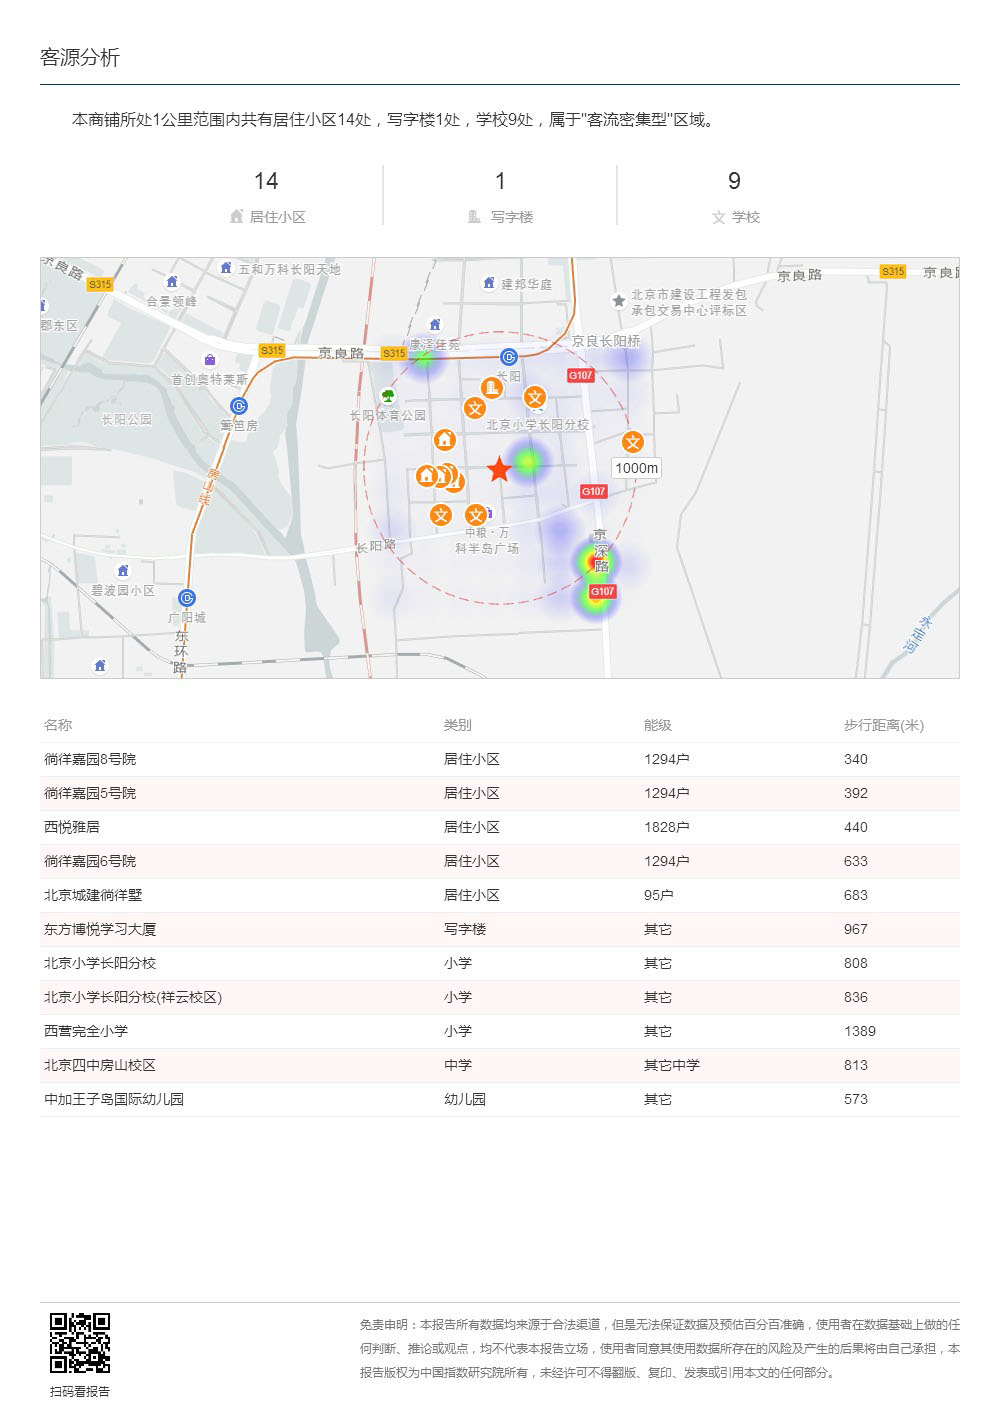 客源分析
本商铺所处1公里范围内共有居住小区14处，写字楼1处，学校9处，属于"客流密集型"区域。
14
居住小区
1
写字楼
9
学校
京良路
S315
五和万科长阳天地
合景领峰
郡东区
建邦华庭
北京市建设工程发包
承包交易中心评标区
京良路
S315
京良
康泽佳苑
S315
京良路
S315
京良长阳桥
长阳
首创奥特莱斯
G107
长阳公园
篱笆房
长阳体育公园
北京小学长阳分校
1000m
房山线
G107
中粮·万
科半岛广场
长阳路
京深路
G107
碧波园小区
广阳城
东环路
永定河
名称 类别 能级 步行距离(米)
徜徉嘉园8号院 居住小区 1294户 340
徜徉嘉园5号院 居住小区 1294户 392
西悦雅居 居住小区 1828户 440
徜徉嘉园6号院 居住小区 1294户 633
北京城建徜徉墅 居住小区 95户 683
东方博悦学习大厦 写字楼 其它 967
北京小学长阳分校 小学 其它 808
北京小学长阳分校(祥云校区) 小学 其它 836
西营完全小学 小学 其它 1389
北京四中房山校区 中学 其它中学 813
中加王子岛国际幼儿园 幼儿园 其它 573
扫码看报告
免责申明：本报告所有数据均来源于合法渠道，但是无法保证数据及预估百分百准确，使用者在数据基础上做的任
何判断、推论或观点，均不代表本报告立场，使用者同意其使用数据所存在的风险及产生的后果将由自己承担，本
报告版权为中国指数研究院所有，未经许可不得翻版、复印、发表或引用本文的任何部分。